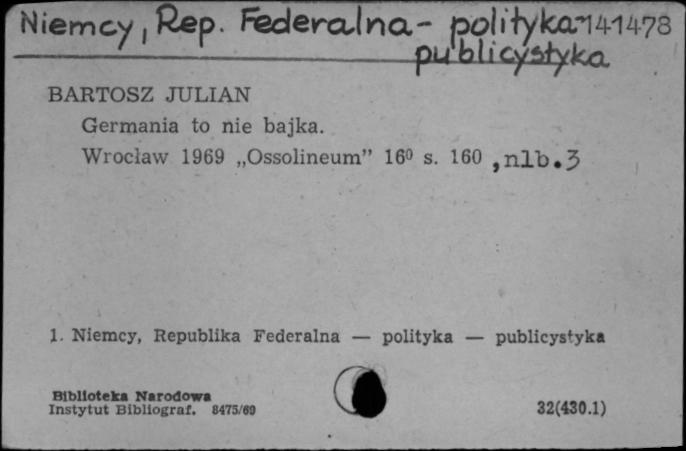 Niemcy, Rep. Federalna - polityka - 141478
publicystyka
BARTOSZ JULIAN
Germania to nie bajka.
Wrocław 1969 „Ossolineum” 16⁰ s. 160 , nlb. 3
1. Niemcy, Republika Federalna — polityka — publicystyka
Biblioteka Narodowa
Instytut Bibliograf. 8475/69
32(430.1)